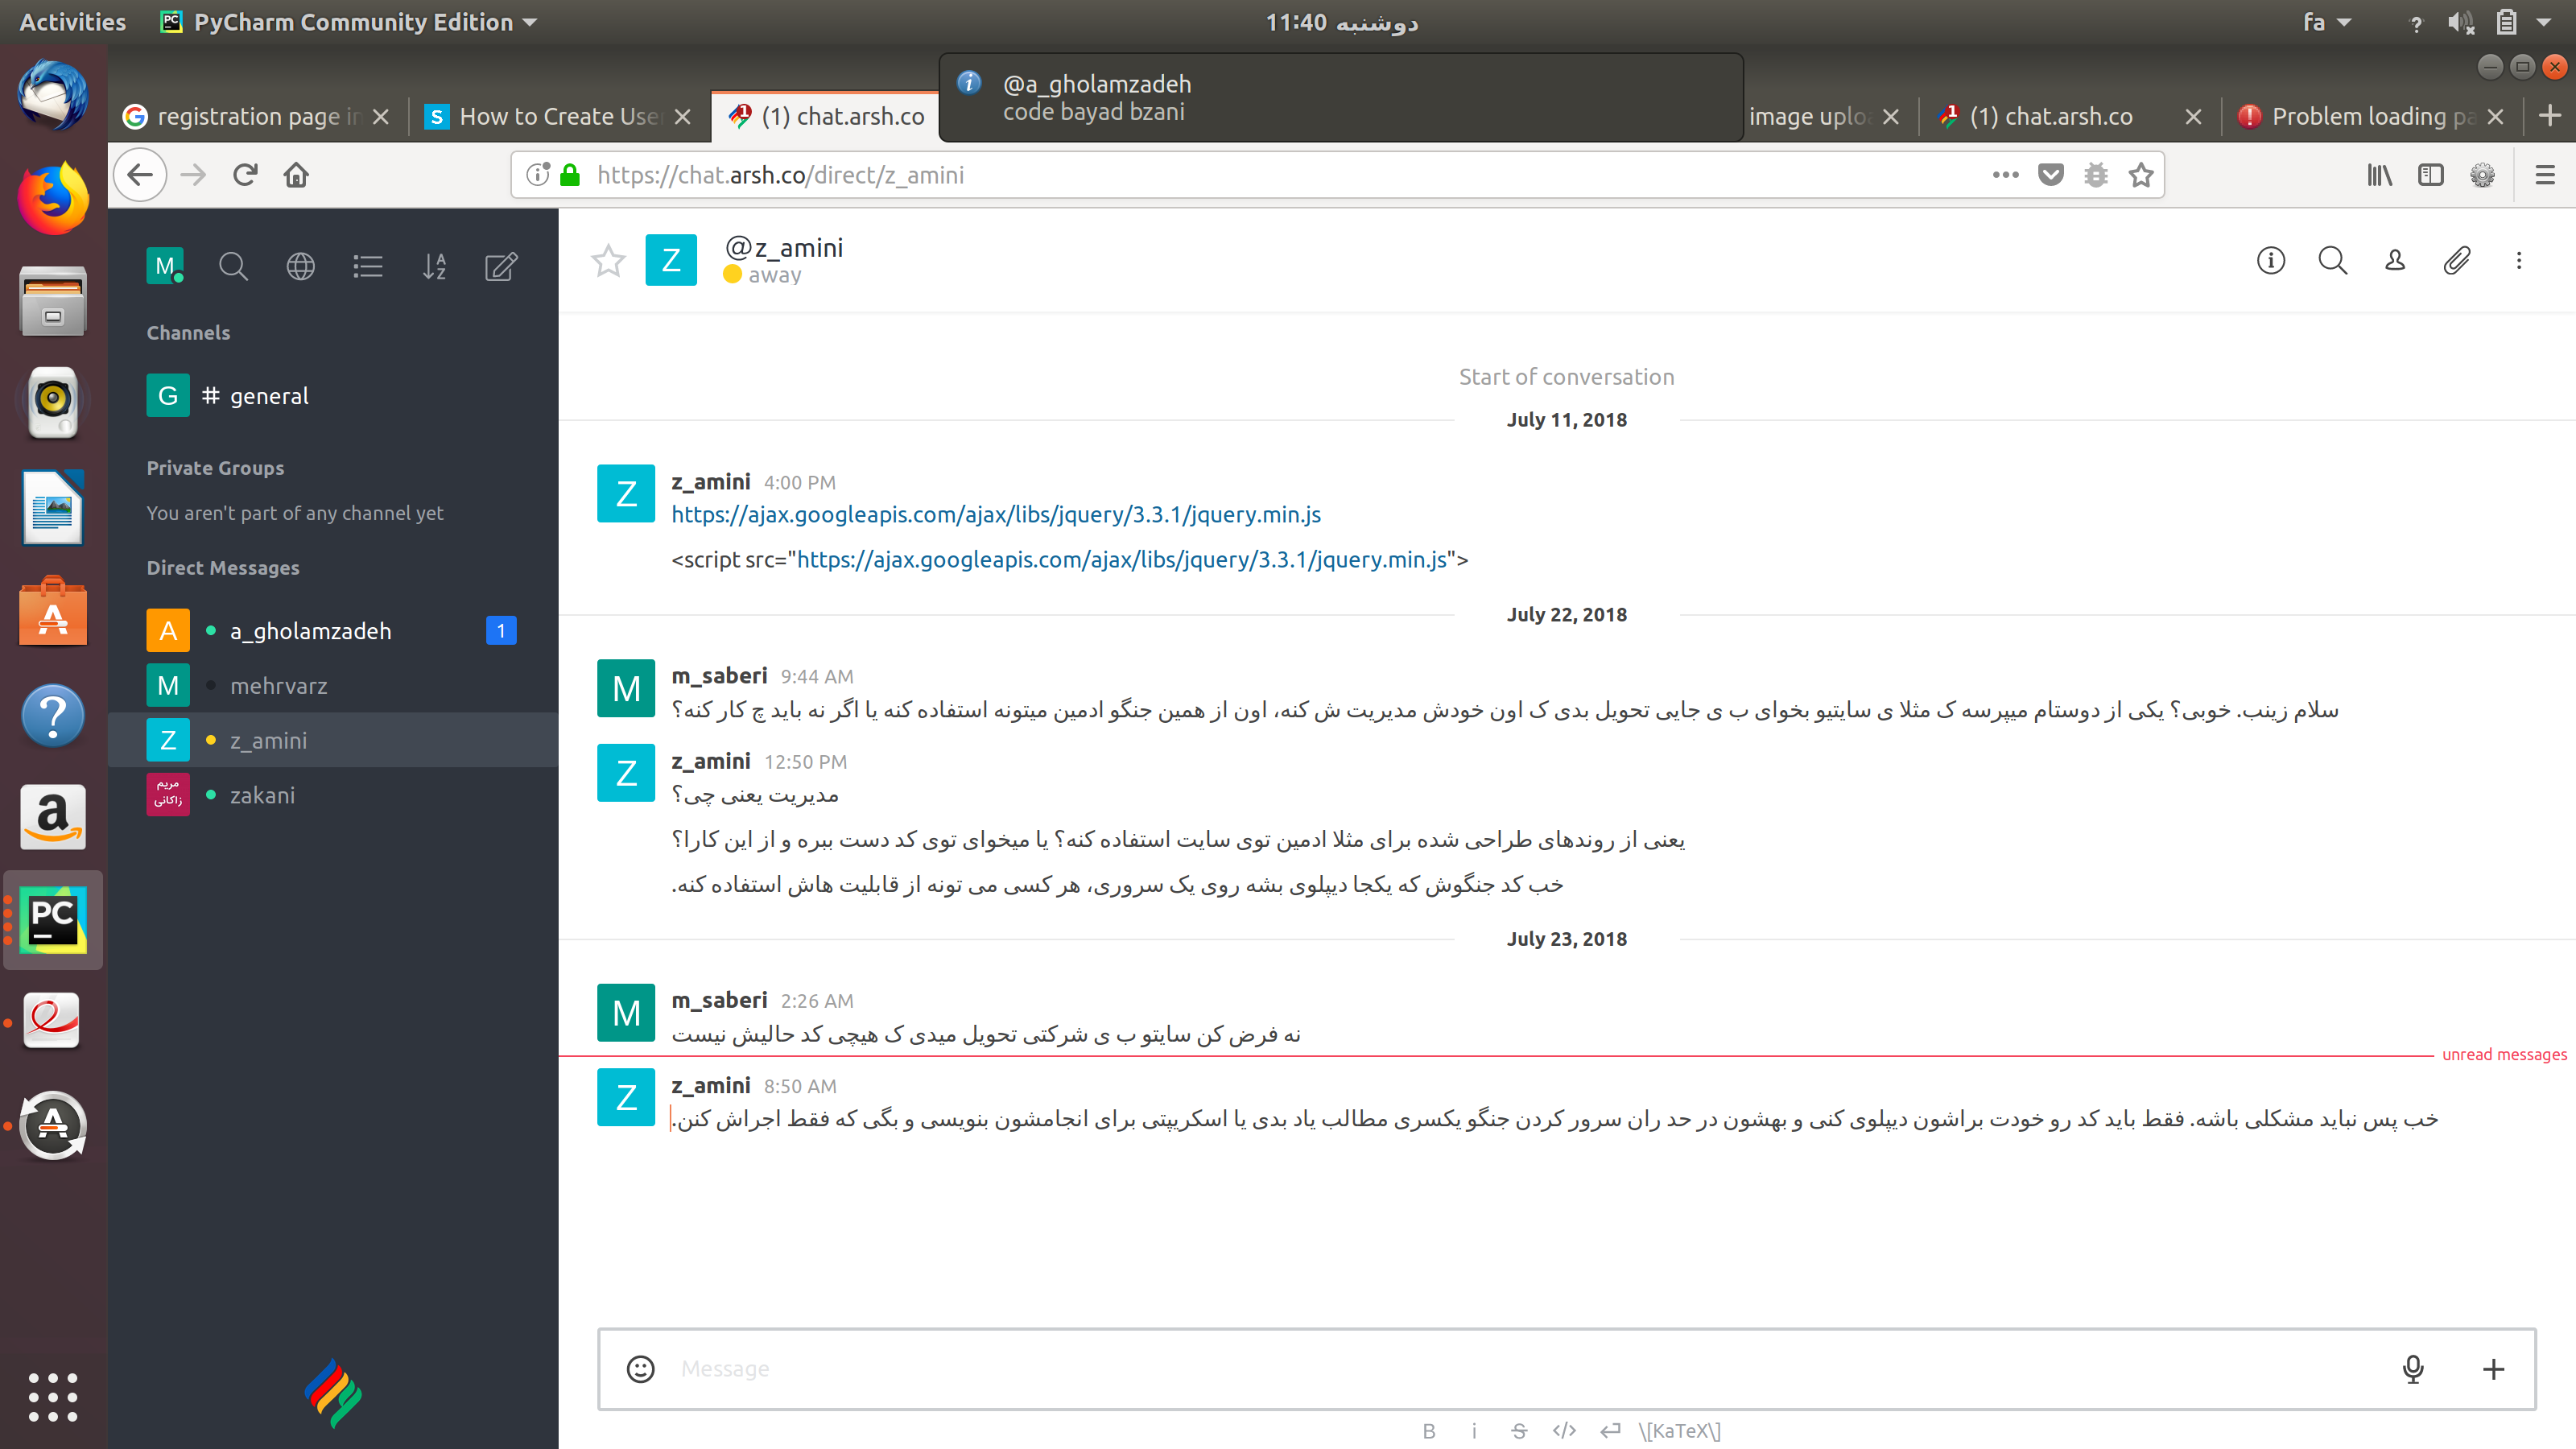 Activities PyCharm Community Edition دوشنبه 11:40 fa
@a_gholamzadeh
code bayad bzani
registration page in How to Create Use (1) chat.arsh.co image uplo (1) chat.arsh.co Problem loading pa
https://chat.arsh.co/direct/z_amini
M
Channels
G # general
Private Groups
You aren't part of any channel yet
Direct Messages
A a_gholamzadeh 1
M mehrvarz
Z z_amini
مریم زاکانی zakani
Z @z_amini
away
Start of conversation
July 11, 2018
Z z_amini 4:00 PM
https://ajax.googleapis.com/ajax/libs/jquery/3.3.1/jquery.min.js
<script src="https://ajax.googleapis.com/ajax/libs/jquery/3.3.1/jquery.min.js">
July 22, 2018
M m_saberi 9:44 AM
سلام زینب. خوبی؟ یکی از دوستام میپرسه ک مثلا ی سایتیو بخوای ب ی جایی تحویل بدی ک اون خودش مدیریت ش کنه، اون از همین جنگو ادمین میتونه استفاده کنه یا اگر نه باید چ کار کنه؟
Z z_amini 12:50 PM
مدیریت یعنی چی؟
یعنی از روندهای طراحی شده برای مثلا ادمین توی سایت استفاده کنه؟ یا میخوای توی کد دست ببره و از این کارا؟
خب کد جنگوش که یکجا دیپلوی بشه روی یک سروری، هر کسی می تونه از قابلیت هاش استفاده کنه.
July 23, 2018
M m_saberi 2:26 AM
نه فرض کن سایتو ب ی شرکتی تحویل میدی ک هیچی کد حالیش نیست
unread messages
Z z_amini 8:50 AM
خب پس نباید مشکلی باشه. فقط باید کد رو خودت براشون دیپلوی کنی و بهشون در حد ران سرور کردن جنگو یکسری مطالب یاد بدی یا اسکریپتی برای انجامشون بنویسی و بگی که فقط اجراش کنن.
Message
B i S </> \[KaTeX\]